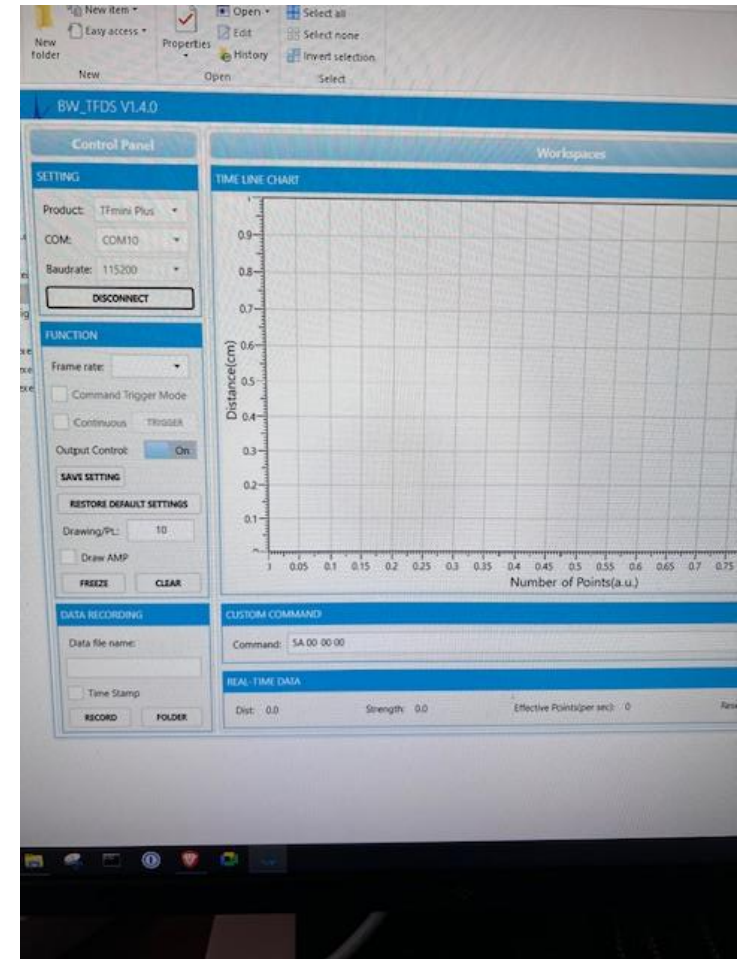 New item
Easy access
New
folder
New
Properties
Open
Edit
History
Open
Select all
Select none
Invert selection
Select
BW_TFDS V1.4.0
Control Panel
SETTING
Product: TFmini Plus
COM: COM10
Baudrate: 115200
DISCONNECT
FUNCTION
Frame rate:
Command Trigger Mode
Continuous TRIGGER
Output Control: On
SAVE SETTING
RESTORE DEFAULT SETTINGS
Drawing/Pt.: 10
Draw AMP
FREEZE CLEAR
DATA RECORDING
Data file name:
Time Stamp
RECORD FOLDER
Workspaces
TIME LINE CHART
Distance(cm)
1
0.9
0.8
0.7
0.6
0.5
0.4
0.3
0.2
0.1
0.05 0.1 0.15 0.2 0.25 0.3 0.35 0.4 0.45 0.5 0.55 0.6 0.65 0.7 0.75
Number of Points(a.u.)
CUSTOM COMMAND
Command: 5A 00 00 00
REAL-TIME DATA
Dist: 0.0 Strength: 0.0 Effective Points(per sec): 0